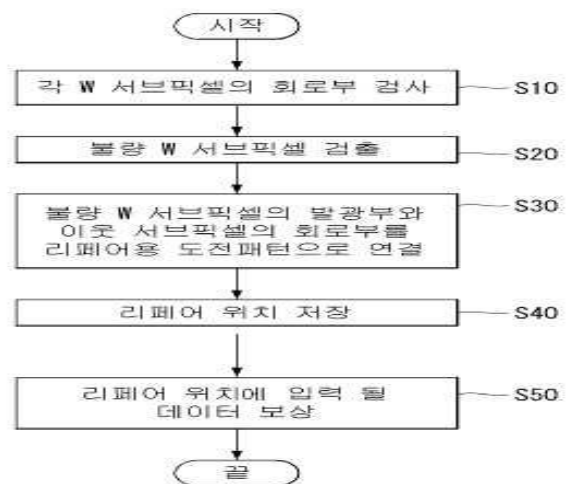 시작
각 W 서브픽셀의 회로부 검사
S10
불량 W 서브픽셀 검출
S20
불량 W 서브픽셀의 발광부와
이웃 서브픽셀의 회로부를
리페어용 도전패턴으로 연결
S30
리페어 위치 저장
S40
리페어 위치에 입력 될
데이터 보상
S50
끝